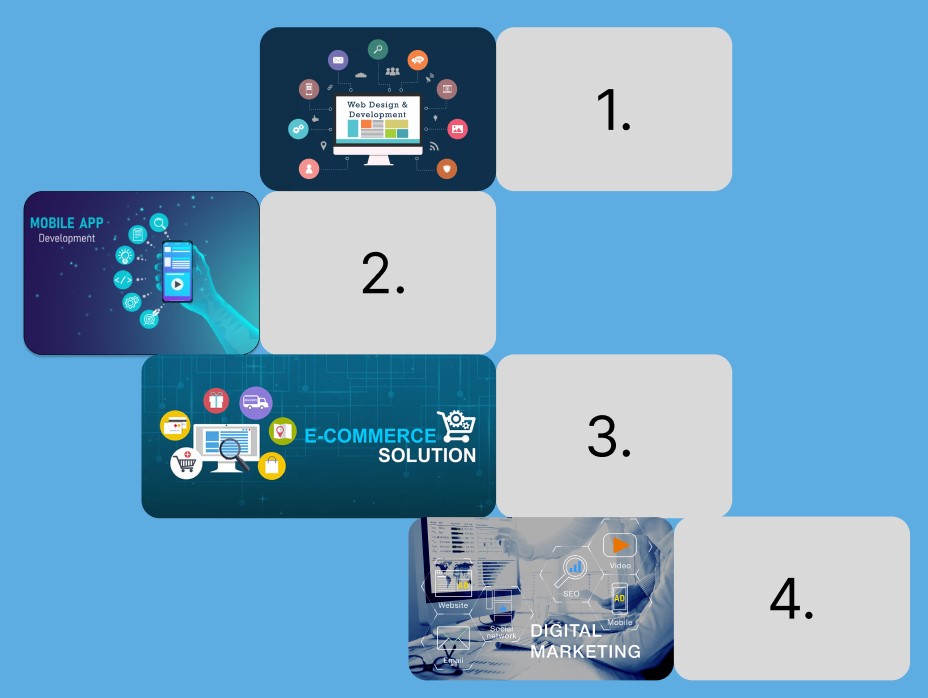 Web Design &
Development
1.
MOBILE APP
Development
2.
E-COMMERCE
SOLUTION
3.
Video
SEO
AD
Website
AD
Mobile
Social
network
DIGITAL
MARKETING
Email
4.